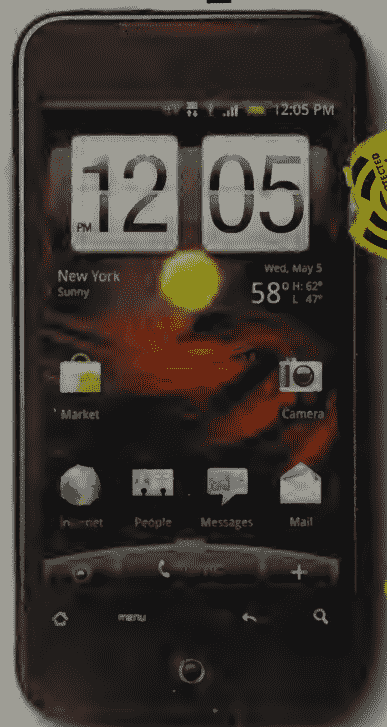 12:05 PM
12 05
PM
New York
Sunny
Wed, May 5
58° H: 62°
L 47°
Market
Camera
People
Messages
Mail
menu